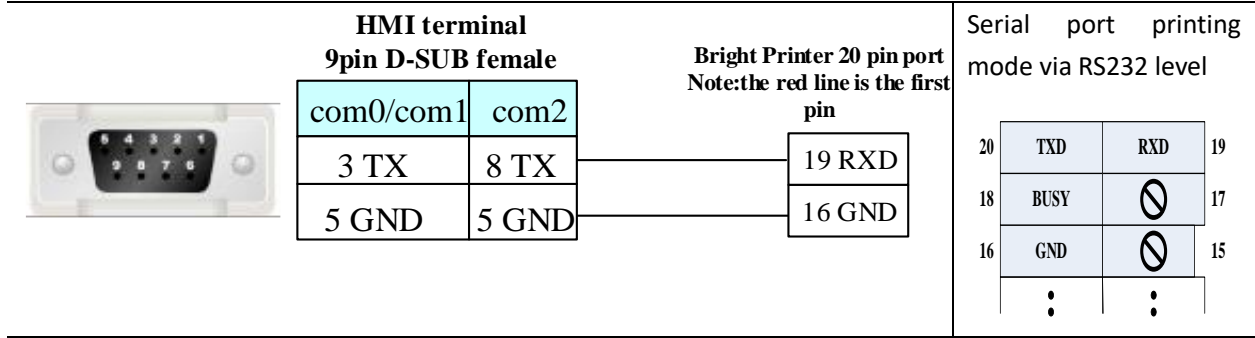 HMI terminal
9pin D-SUB female
com0/com1 com2
3 TX 8 TX
5 GND 5 GND
5 4 3 2 1
9 8 7 6
Bright Printer 20 pin port
Note:the red line is the first
pin
19 RXD
16 GND
Serial port printing
mode via RS232 level
20 TXD RXD 19
18 BUSY 17
16 GND 15